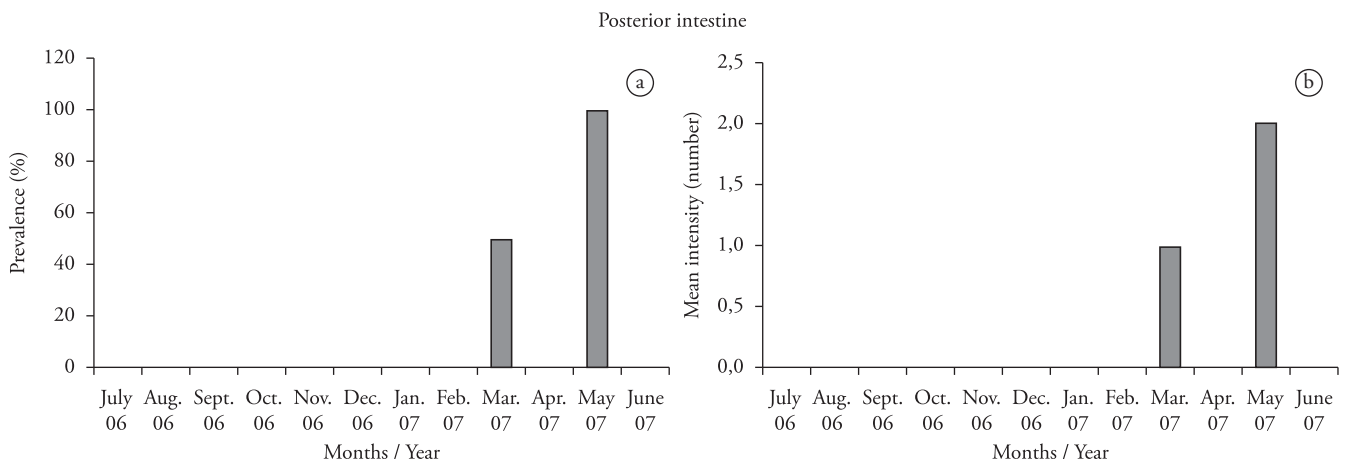 Posterior intestine
Prevalence (%)
120
100
80
60
40
20
0
a
July Aug. Sept. Oct. Nov. Dec. Jan. Feb. Mar. Apr. May June
06 06 06 06 06 06 07 07 07 07 07 07
Months / Year
Mean intensity (number)
2,5
2,0
1,5
1,0
0,5
0,0
b
July Aug. Sept. Oct. Nov. Dec. Jan. Feb. Mar. Apr. May June
06 06 06 06 06 06 07 07 07 07 07 07
Months / Year